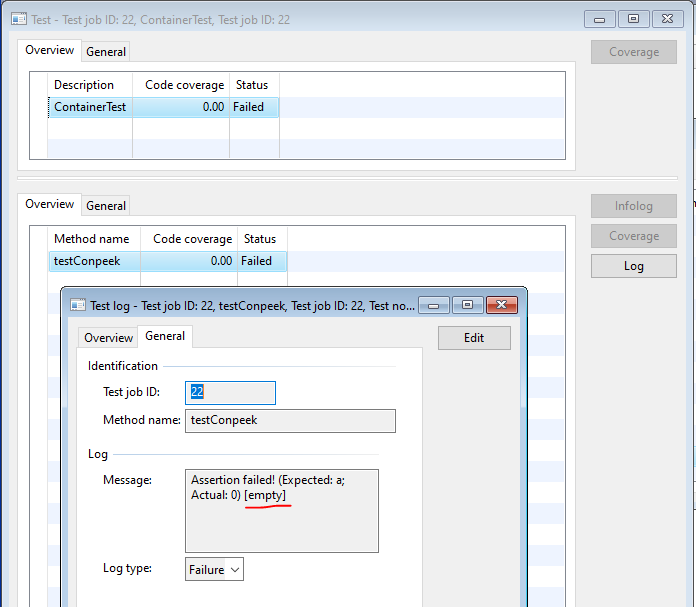 Test - Test job ID: 22, ContainerTest, Test job ID: 22
Overview General
Coverage
Description Code coverage Status
ContainerTest 0.00 Failed
Overview General
Infolog
Coverage
Log
Method name Code coverage Status
testConpeek 0.00 Failed
Test log - Test job ID: 22, testConpeek, Test job ID: 22, Test no...
Overview General
Edit
Identification
Test job ID: 22
Method name: testConpeek
Log
Message: Assertion failed! (Expected: a;
Actual: 0) [empty]
Log type: Failure